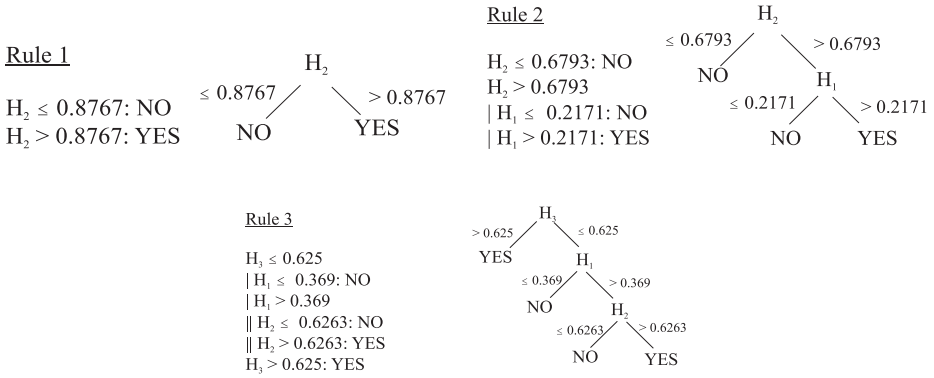 Rule 1
H₂ ≤ 0.8767: NO
H₂ > 0.8767: YES
H₂
≤ 0.8767
> 0.8767
NO
YES
Rule 2
H₂ ≤ 0.6793: NO
H₂ > 0.6793
| H₁ ≤ 0.2171: NO
| H₁ > 0.2171: YES
H₂
≤ 0.6793
> 0.6793
NO
H₁
≤ 0.2171
> 0.2171
NO
YES
Rule 3
H₃ ≤ 0.625
| H₁ ≤ 0.369: NO
| H₁ > 0.369
|| H₂ ≤ 0.6263: NO
|| H₂ > 0.6263: YES
H₃ > 0.625: YES
H₃
> 0.625
≤ 0.625
YES
H₁
≤ 0.369
> 0.369
NO
H₂
≤ 0.6263
> 0.6263
NO
YES